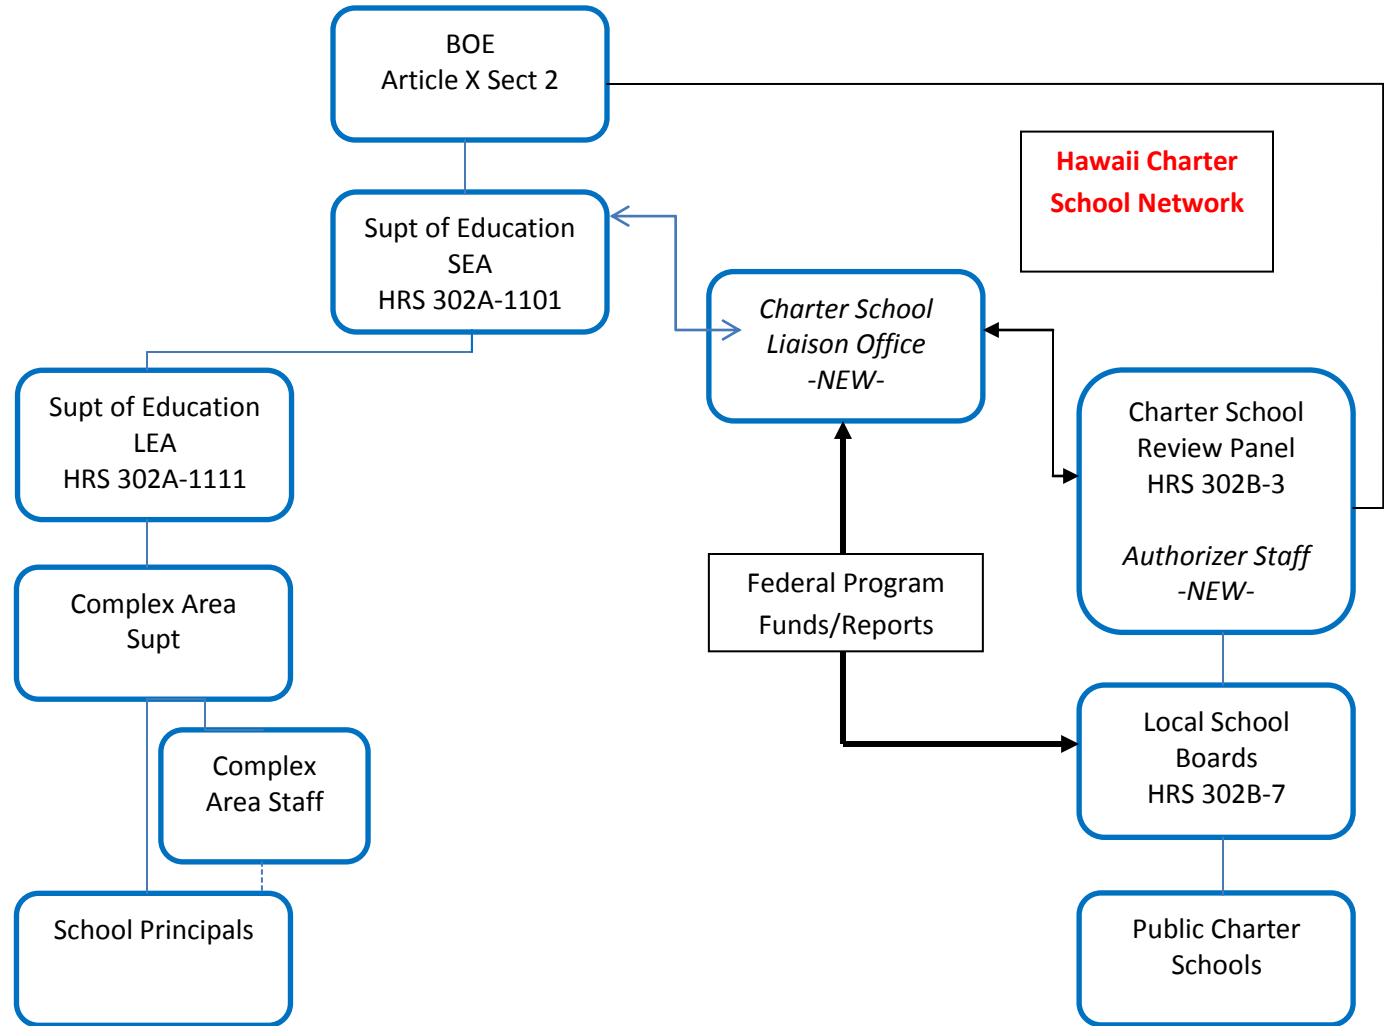 BOE
Article X Sect 2
Hawaii Charter
School Network
Supt of Education
SEA
HRS 302A-1101
Charter School
Liaison Office
-NEW-
Supt of Education
LEA
HRS 302A-1111
Charter School
Review Panel
HRS 302B-3
Authorizer Staff
-NEW-
Complex Area
Supt
Federal Program
Funds/Reports
Local School
Boards
HRS 302B-7
Complex
Area Staff
School Principals
Public Charter
Schools